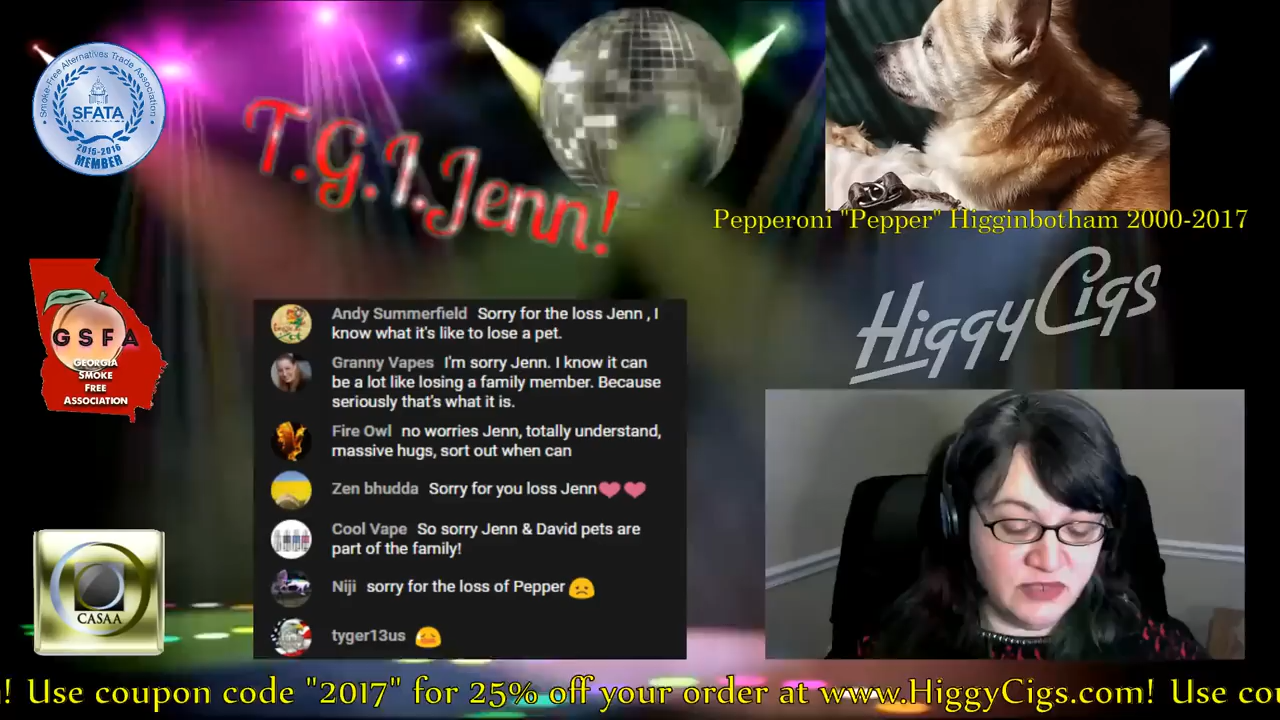 Smoke-Free Alternatives Trade Association
SFATA
2015-2016
MEMBER
T.G.I.Jenn!
Pepperoni "Pepper" Higginbotham 2000-2017
HiggyCigs
GSFA
GEORGIA
SMOKE
FREE
ASSOCIATION
Andy Summerfield Sorry for the loss Jenn , I
know what it's like to lose a pet.
Granny Vapes I'm sorry Jenn. I know it can
be a lot like losing a family member. Because
seriously that's what it is.
Fire Owl no worries Jenn, totally understand,
massive hugs, sort out when can
Zen bhudda Sorry for you loss Jenn💗💗
Cool Vape So sorry Jenn & David pets are
part of the family!
Niji sorry for the loss of Pepper 🙁
tyger13us 😫
CASAA
! Use coupon code "2017" for 25% off your order at www.HiggyCigs.com! Use cou